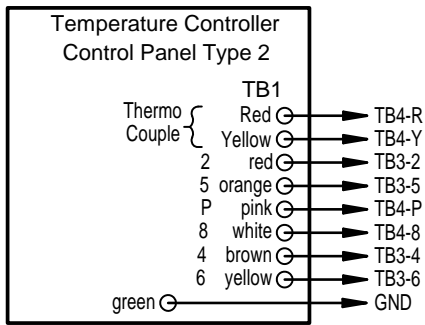 Temperature Controller
Control Panel Type 2
TB1
Thermo Couple
Red TB4-R
Yellow TB4-Y
2 red TB3-2
5 orange TB3-5
P pink TB4-P
8 white TB4-8
4 brown TB3-4
6 yellow TB3-6
green GND